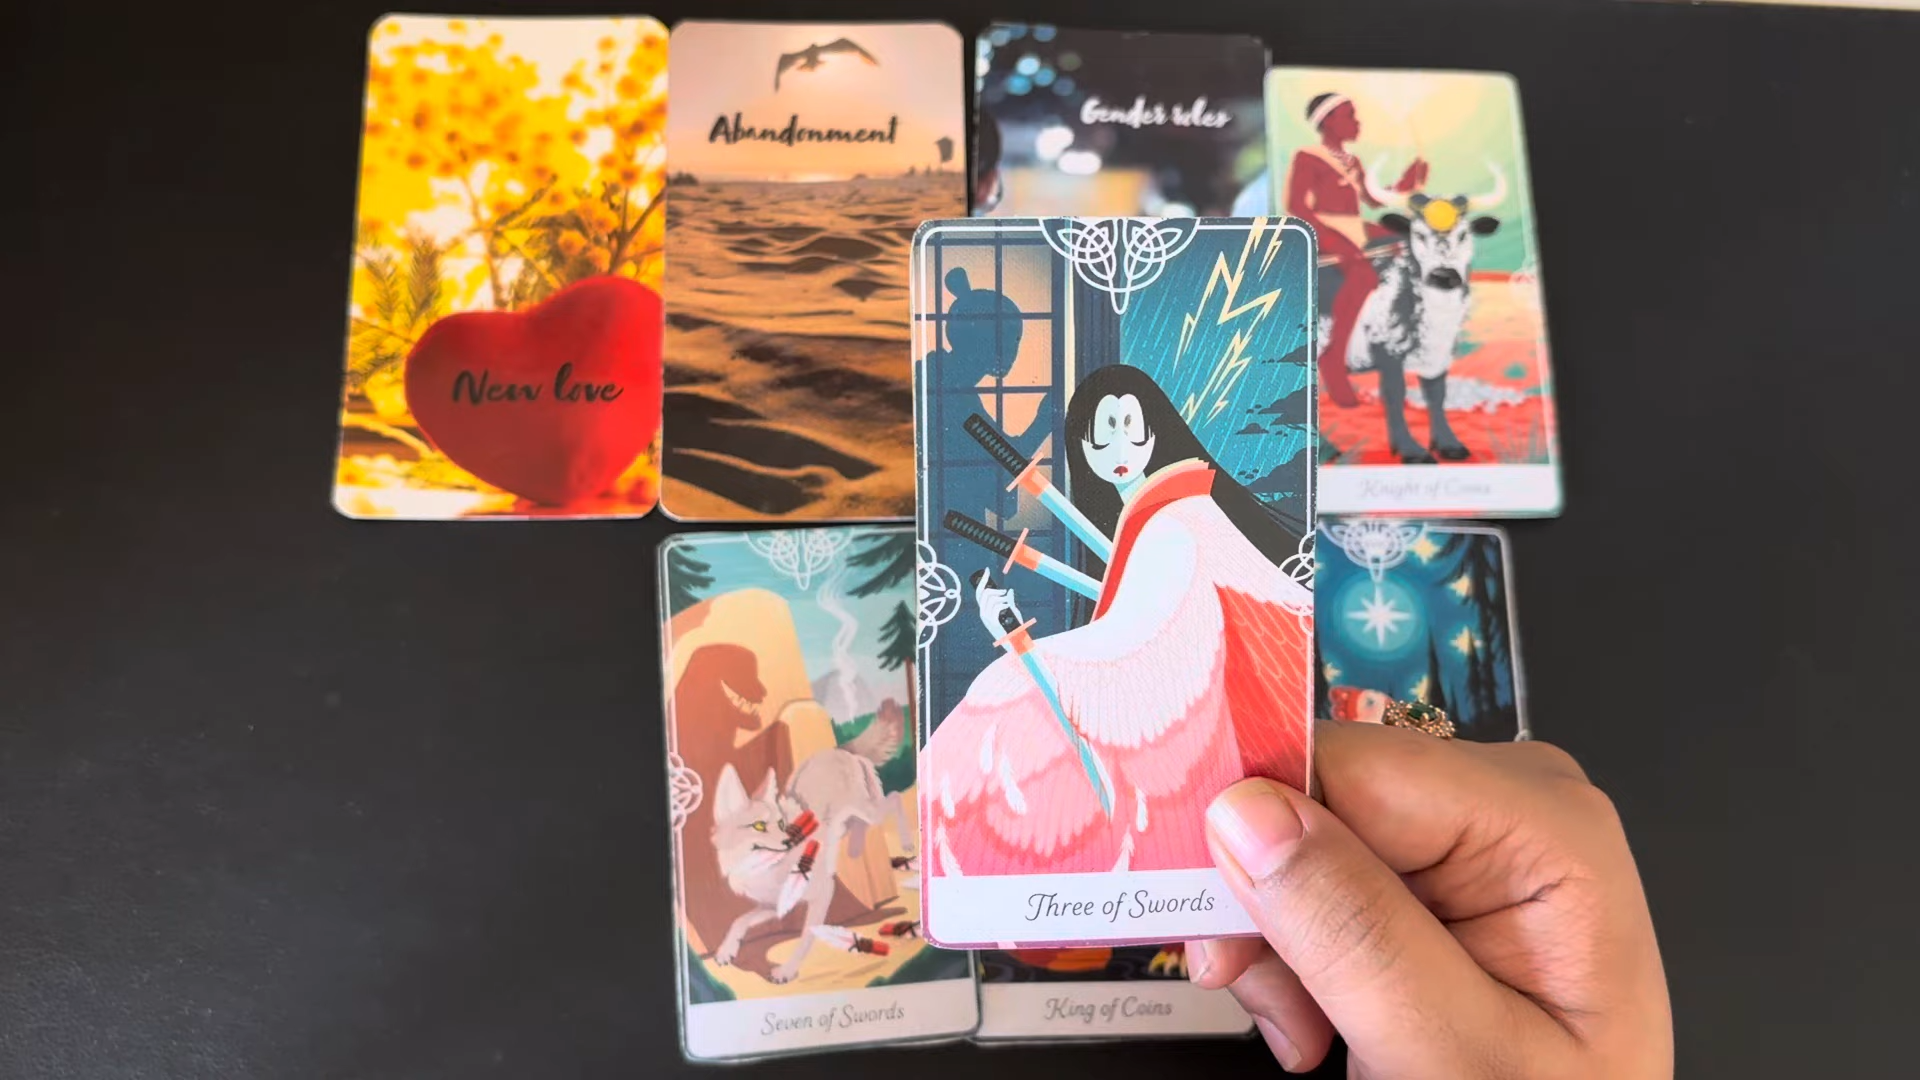 New love
Abandonment
Gender roles
Knight of Coins
Three of Swords
Seven of Swords
King of Coins